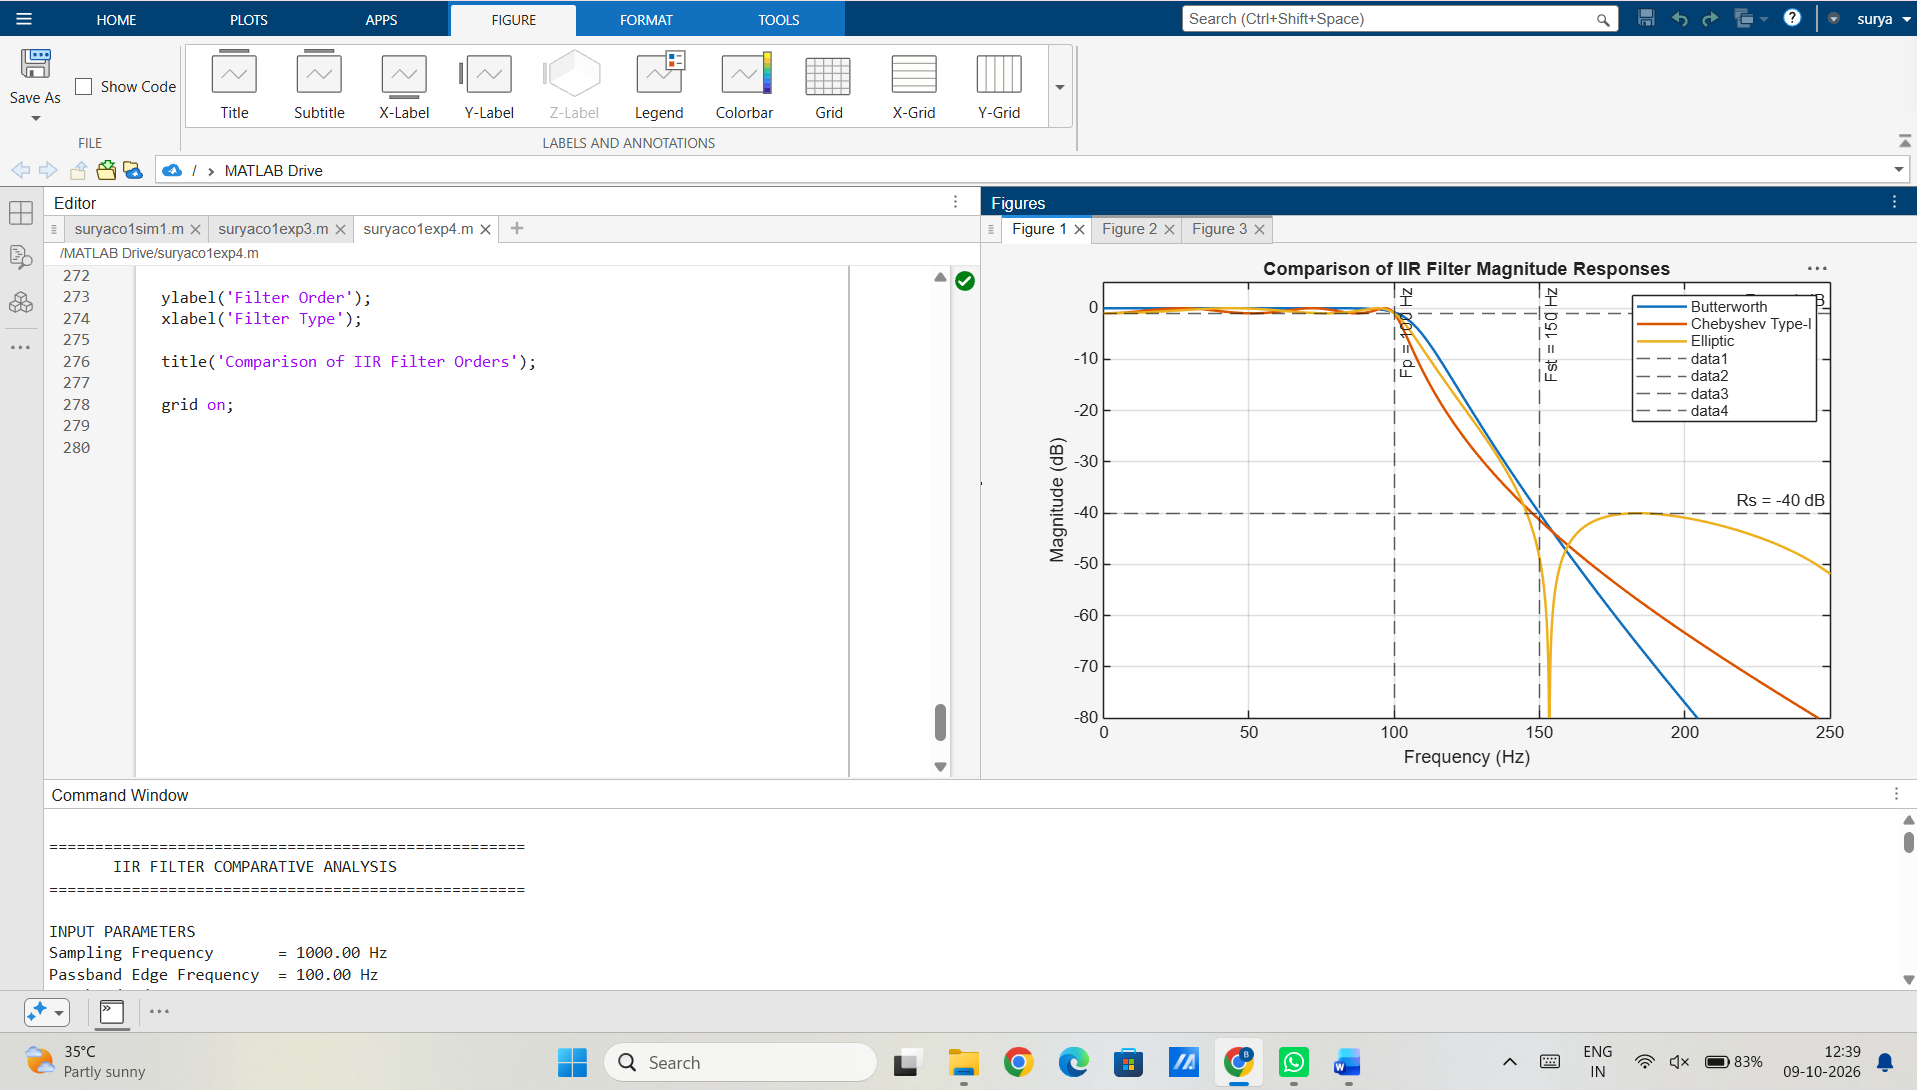 HOME PLOTS APPS FIGURE FORMAT TOOLS Search (Ctrl+Shift+Space) surya
Save As
Show Code
Title Subtitle X-Label Y-Label Z-Label Legend Colorbar Grid X-Grid Y-Grid
FILE LABELS AND ANNOTATIONS
/ › MATLAB Drive
Editor
suryaco1sim1.m suryaco1exp3.m suryaco1exp4.m
/MATLAB Drive/suryaco1exp4.m
272
273 ylabel('Filter Order');
274 xlabel('Filter Type');
275
276 title('Comparison of IIR Filter Orders');
277
278 grid on;
279
280
Figures
Figure 1 Figure 2 Figure 3
Comparison of IIR Filter Magnitude Responses
Butterworth
Chebyshev Type-I
Elliptic
data1
data2
data3
data4
Fp = 100 Hz
Fst = 150 Hz
Rs = -40 dB
Magnitude (dB)
0
-10
-20
-30
-40
-50
-60
-70
-80
0 50 100 150 200 250
Frequency (Hz)
Command Window
====================================================
IIR FILTER COMPARATIVE ANALYSIS
====================================================
INPUT PARAMETERS
Sampling Frequency = 1000.00 Hz
Passband Edge Frequency = 100.00 Hz
35°C
Partly sunny
Search
ENG
IN
83%
12:39
09-10-2026